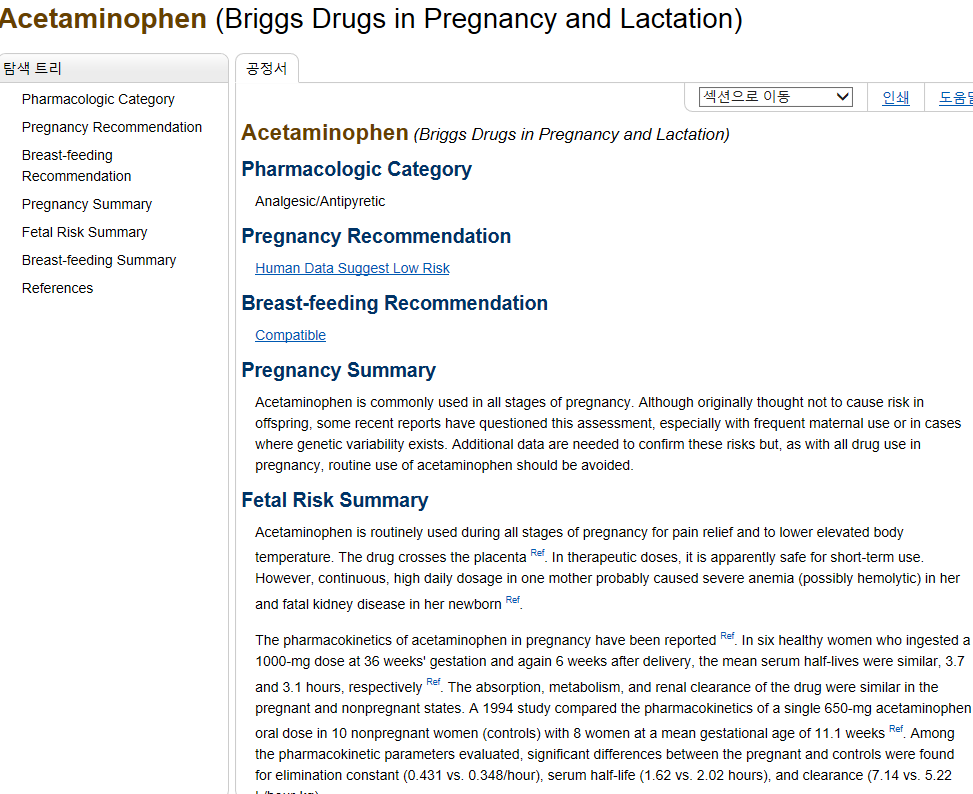 Acetaminophen (Briggs Drugs in Pregnancy and Lactation)
탐색 트리
Pharmacologic Category
Pregnancy Recommendation
Breast-feeding
Recommendation
Pregnancy Summary
Fetal Risk Summary
Breast-feeding Summary
References
공정서
섹션으로 이동
인쇄
Acetaminophen (Briggs Drugs in Pregnancy and Lactation)
Pharmacologic Category
Analgesic/Antipyretic
Pregnancy Recommendation
Human Data Suggest Low Risk
Breast-feeding Recommendation
Compatible
Pregnancy Summary
Acetaminophen is commonly used in all stages of pregnancy. Although originally thought not to cause risk in
offspring, some recent reports have questioned this assessment, especially with frequent maternal use or in cases
where genetic variability exists. Additional data are needed to confirm these risks but, as with all drug use in
pregnancy, routine use of acetaminophen should be avoided.
Fetal Risk Summary
Acetaminophen is routinely used during all stages of pregnancy for pain relief and to lower elevated body
temperature. The drug crosses the placenta Ref. In therapeutic doses, it is apparently safe for short-term use.
However, continuous, high daily dosage in one mother probably caused severe anemia (possibly hemolytic) in her
and fatal kidney disease in her newborn Ref.
The pharmacokinetics of acetaminophen in pregnancy have been reported Ref. In six healthy women who ingested a
1000-mg dose at 36 weeks' gestation and again 6 weeks after delivery, the mean serum half-lives were similar, 3.7
and 3.1 hours, respectively Ref. The absorption, metabolism, and renal clearance of the drug were similar in the
pregnant and nonpregnant states. A 1994 study compared the pharmacokinetics of a single 650-mg acetaminophen
oral dose in 10 nonpregnant women (controls) with 8 women at a mean gestational age of 11.1 weeks Ref. Among
the pharmacokinetic parameters evaluated, significant differences between the pregnant and controls were found
for elimination constant (0.431 vs. 0.348/hour), serum half-life (1.62 vs. 2.02 hours), and clearance (7.14 vs. 5.22